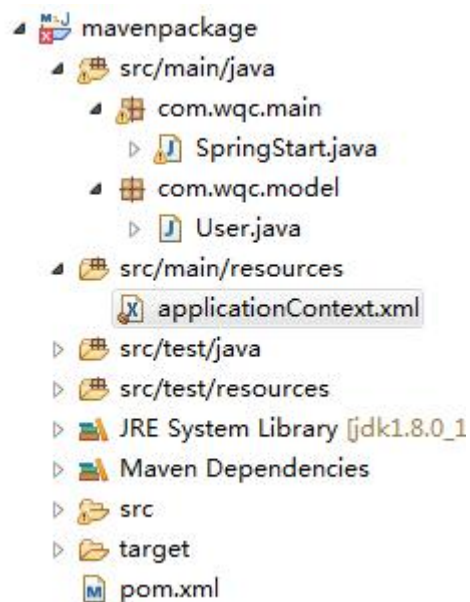 mavenpackage
src/main/java
com.wqc.main
SpringStart.java
com.wqc.model
User.java
src/main/resources
applicationContext.xml
src/test/java
src/test/resources
JRE System Library [jdk1.8.0_1
Maven Dependencies
src
target
pom.xml